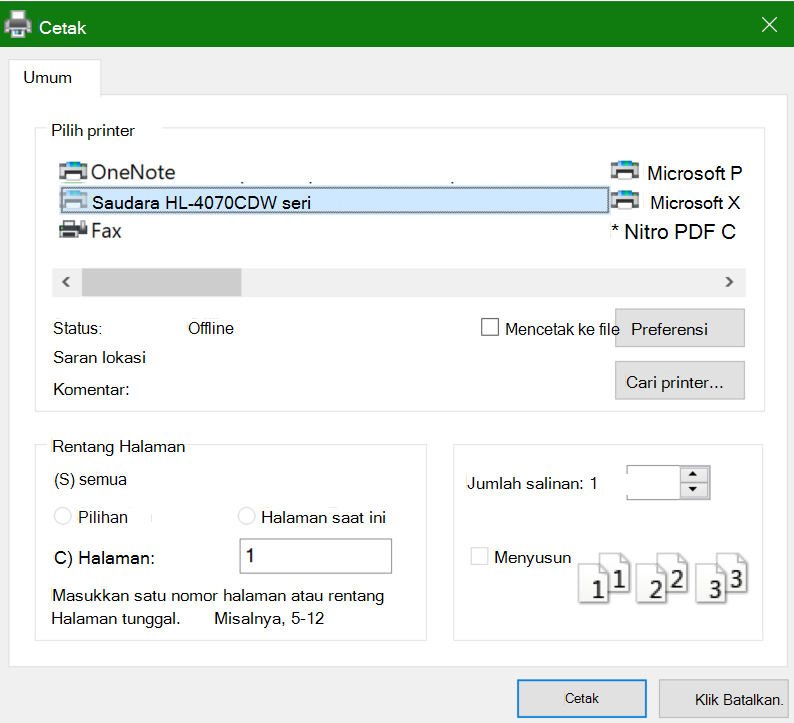 Cetak
Umum
Pilih printer
OneNote
Microsoft P
Saudara HL-4070CDW seri
Microsoft X
Fax
* Nitro PDF C
Status:
Offline
Mencetak ke file
Preferensi
Saran lokasi
Komentar:
Cari printer...
Rentang Halaman
(S) semua
Pilihan
Halaman saat ini
C) Halaman:
1
Masukkan satu nomor halaman atau rentang
Halaman tunggal. Misalnya, 5-12
Jumlah salinan: 1
Menyusun
1 1 2 2 3 3
Cetak
Klik Batalkan.